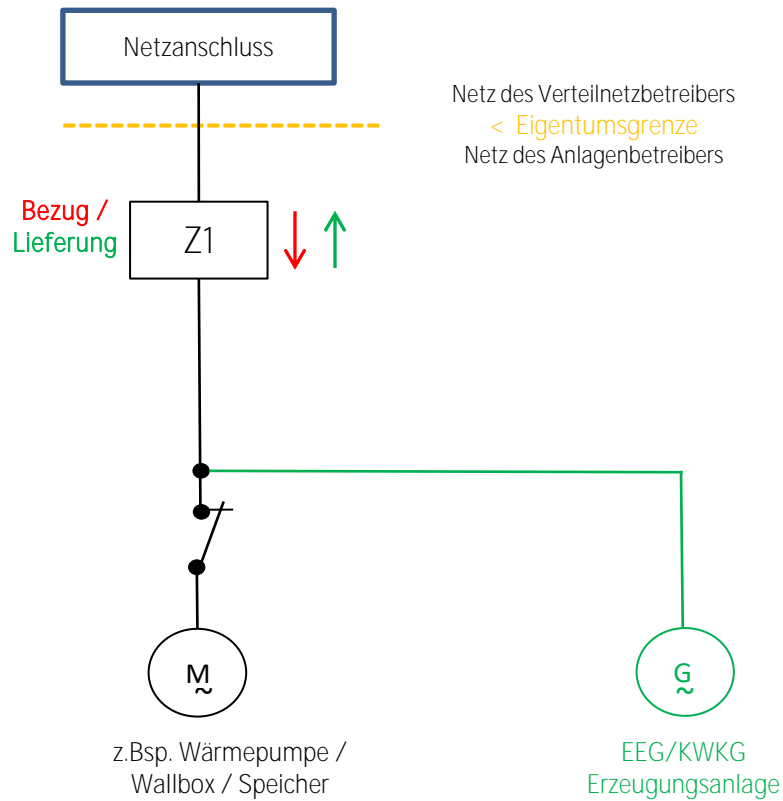 Netzanschluss
Netz des Verteilnetzbetreibers
< Eigentumsgrenze
Netz des Anlagenbetreibers
Bezug /
Lieferung
Z1
M
~
G
~
z.Bsp. Wärmepumpe /
Wallbox / Speicher
EEG/KWKG
Erzeugungsanlage